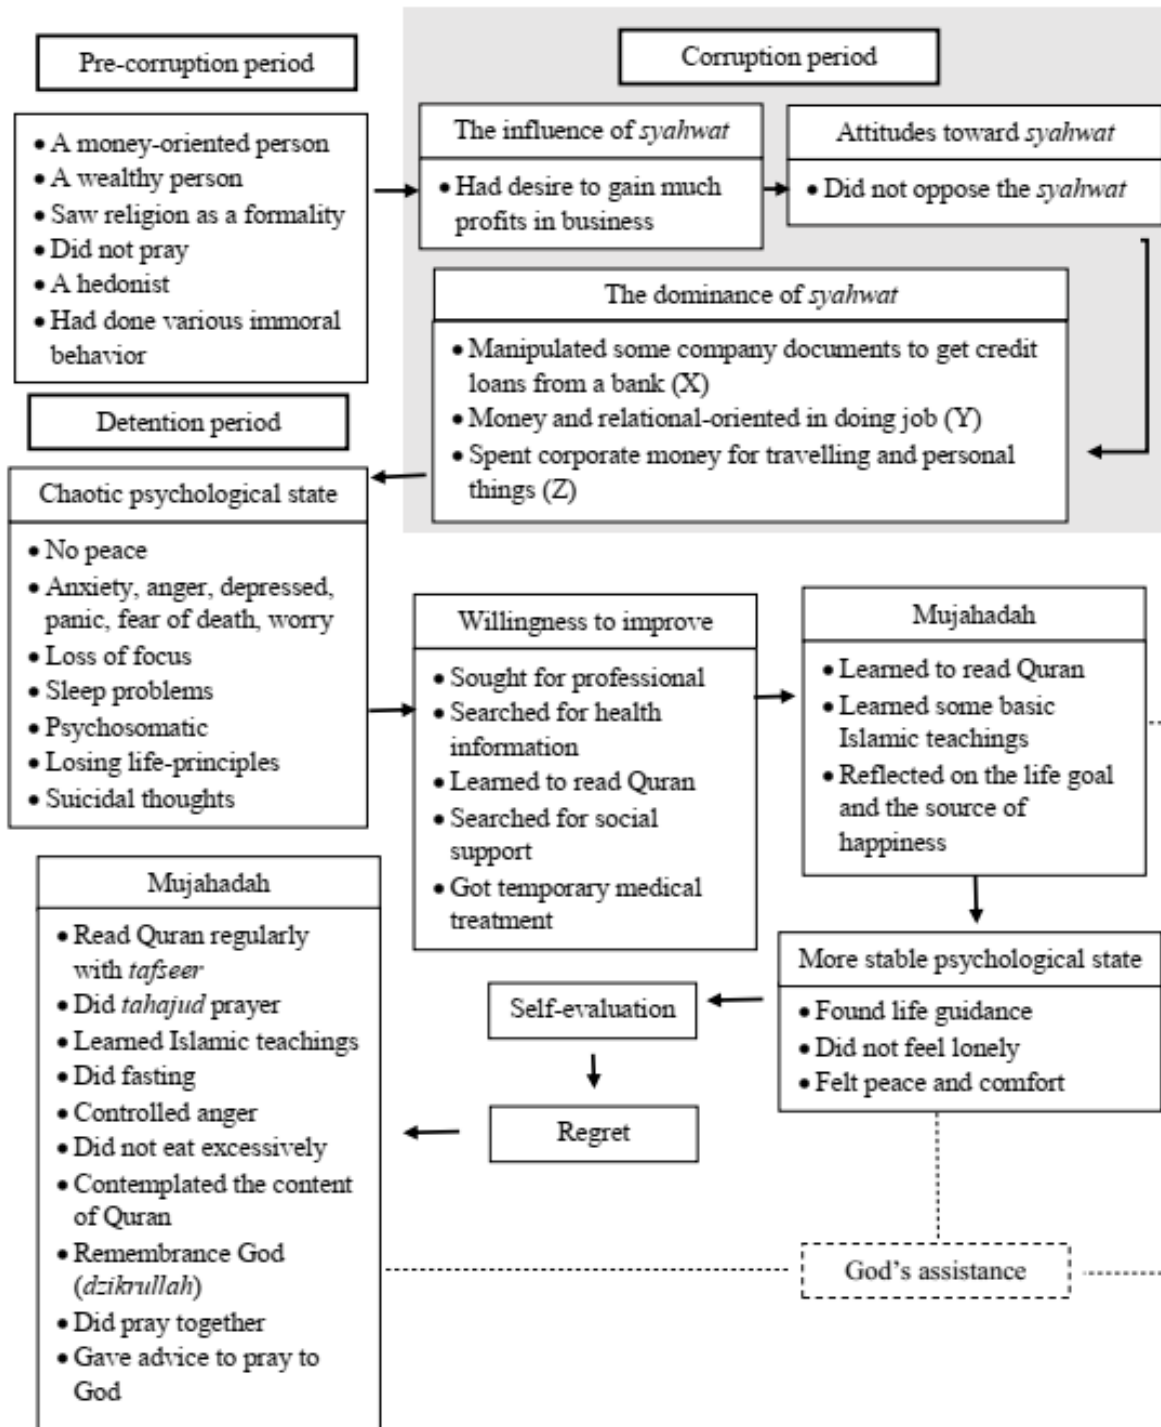 Pre-corruption period
• A money-oriented person
• A wealthy person
• Saw religion as a formality
• Did not pray
• A hedonist
• Had done various immoral
behavior
Corruption period
The influence of syahwat
• Had desire to gain much
profits in business
Attitudes toward syahwat
• Did not oppose the syahwat
The dominance of syahwat
• Manipulated some company documents to get credit
loans from a bank (X)
• Money and relational-oriented in doing job (Y)
• Spent corporate money for travelling and personal
things (Z)
Detention period
Chaotic psychological state
• No peace
• Anxiety, anger, depressed,
panic, fear of death, worry
• Loss of focus
• Sleep problems
• Psychosomatic
• Losing life-principles
• Suicidal thoughts
Willingness to improve
• Sought for professional
• Searched for health
information
• Learned to read Quran
• Searched for social
support
• Got temporary medical
treatment
Mujahadah
• Learned to read Quran
• Learned some basic
Islamic teachings
• Reflected on the life goal
and the source of
happiness
More stable psychological state
• Found life guidance
• Did not feel lonely
• Felt peace and comfort
Self-evaluation
Regret
Mujahadah
• Read Quran regularly
with tafseer
• Did tahajud prayer
• Learned Islamic teachings
• Did fasting
• Controlled anger
• Did not eat excessively
• Contemplated the content
of Quran
• Remembrance God
(dzikrullah)
• Did pray together
• Gave advice to pray to
God
God's assistance